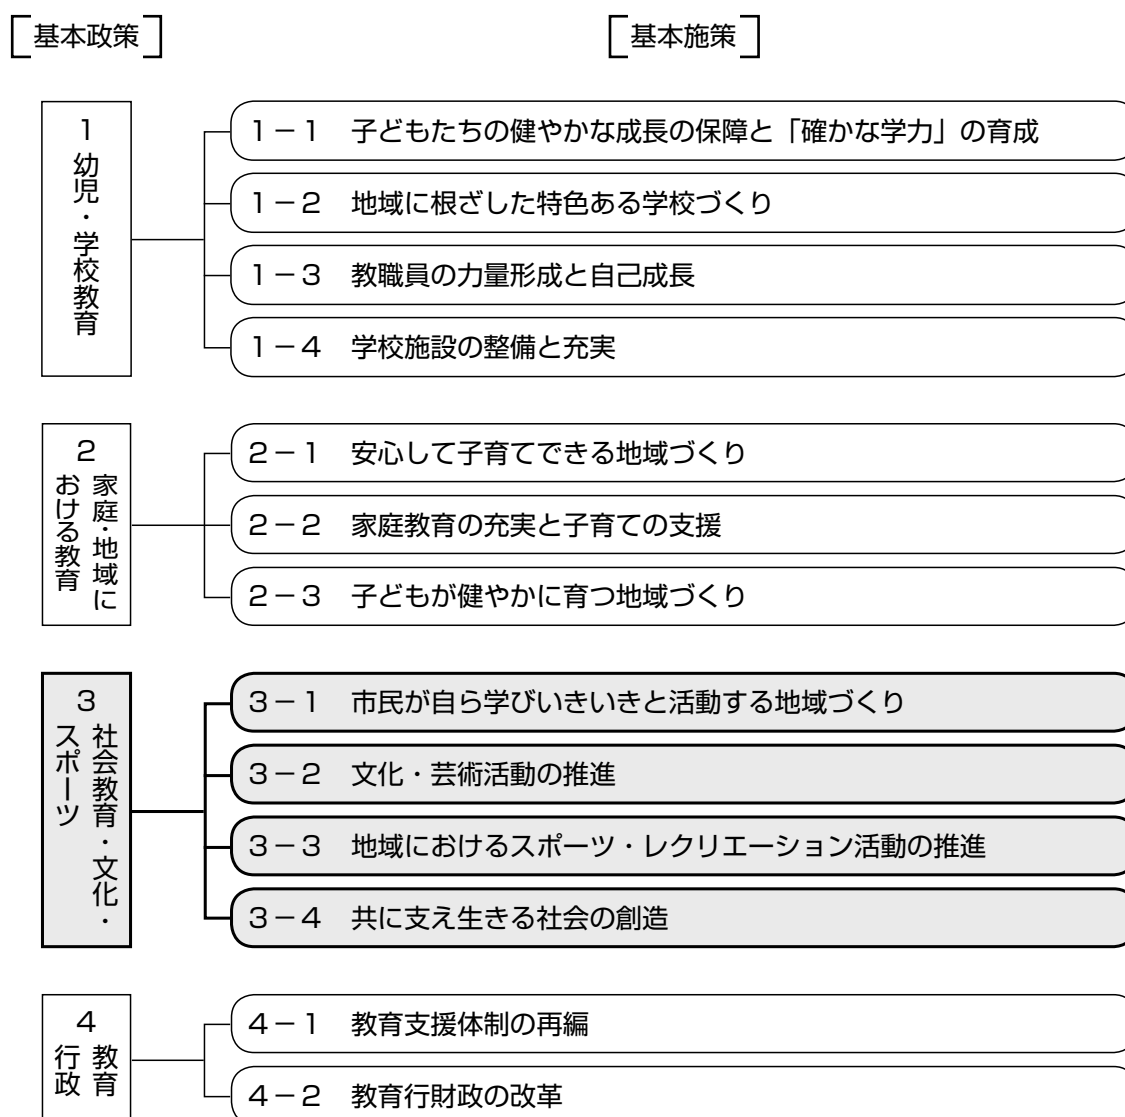 [基本政策]
[基本施策]
1
幼児・学校教育
1－1 子どもたちの健やかな成長の保障と「確かな学力」の育成
1－2 地域に根ざした特色ある学校づくり
1－3 教職員の力量形成と自己成長
1－4 学校施設の整備と充実
2
家庭・地域に
おける教育
2－1 安心して子育てできる地域づくり
2－2 家庭教育の充実と子育ての支援
2－3 子どもが健やかに育つ地域づくり
3
社会教育・文化・
スポーツ
3－1 市民が自ら学びいきいきと活動する地域づくり
3－2 文化・芸術活動の推進
3－3 地域におけるスポーツ・レクリエーション活動の推進
3－4 共に支え生きる社会の創造
4
教育
行政
4－1 教育支援体制の再編
4－2 教育行財政の改革